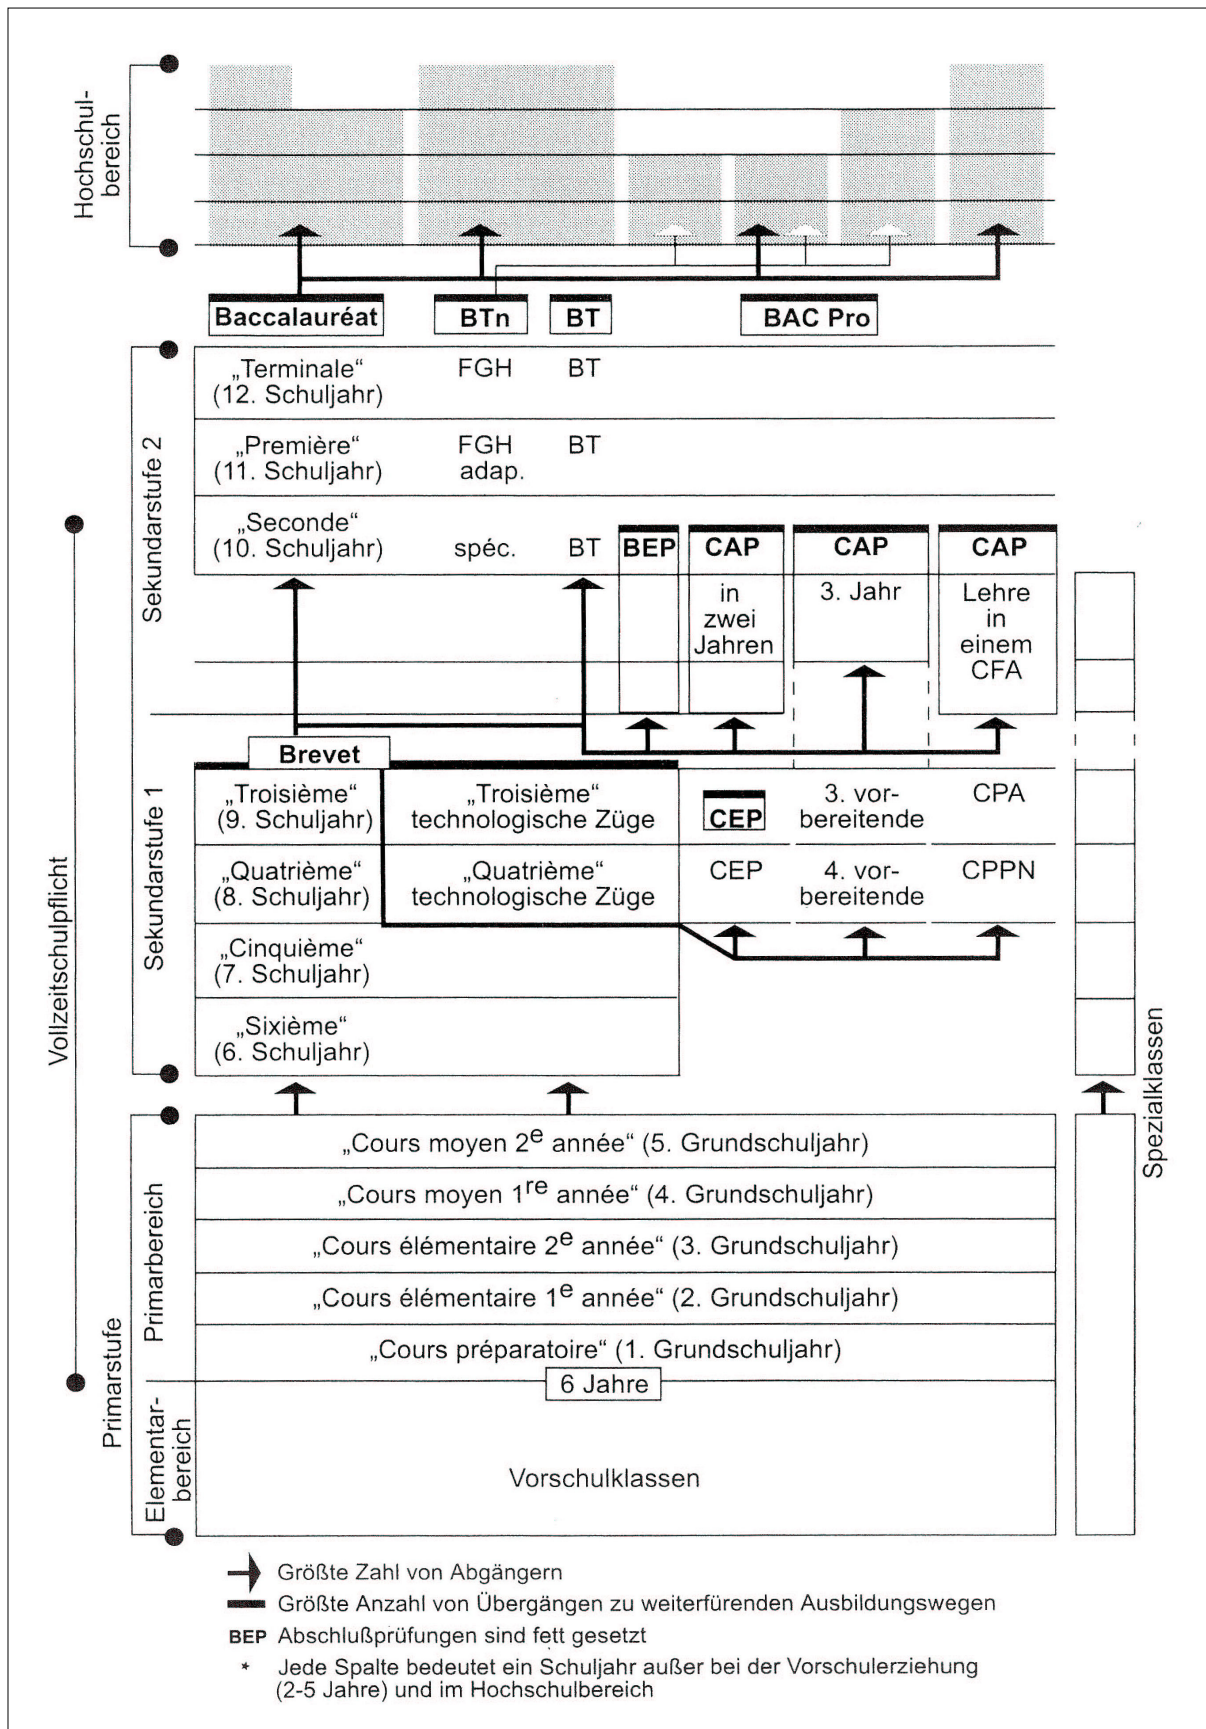 Hochschul-
bereich
Baccalauréat
BTn
BT
BAC Pro
Vollzeitschulpflicht
Sekundarstufe 2
„Terminale“
(12. Schuljahr)
FGH
BT
„Première“
(11. Schuljahr)
FGH
adap.
BT
„Seconde“
(10. Schuljahr)
spéc.
BT
BEP
CAP
in
zwei
Jahren
CAP
3. Jahr
CAP
Lehre
in
einem
CFA
Sekundarstufe 1
Brevet
„Troisième“
(9. Schuljahr)
„Troisième“
technologische Züge
CEP
3. vor-
bereitende
CPA
„Quatrième“
(8. Schuljahr)
„Quatrième“
technologische Züge
CEP
4. vor-
bereitende
CPPN
„Cinquième“
(7. Schuljahr)
„Sixième“
(6. Schuljahr)
Spezialklassen
Primarstufe
Primarbereich
„Cours moyen 2e année“ (5. Grundschuljahr)
„Cours moyen 1re année“ (4. Grundschuljahr)
„Cours élémentaire 2e année“ (3. Grundschuljahr)
„Cours élémentaire 1e année“ (2. Grundschuljahr)
„Cours préparatoire“ (1. Grundschuljahr)
6 Jahre
Elementar-
bereich
Vorschulklassen
Größte Zahl von Abgängern
Größte Anzahl von Übergängen zu weiterfürenden Ausbildungswegen
BEP Abschlußprüfungen sind fett gesetzt
* Jede Spalte bedeutet ein Schuljahr außer bei der Vorschulerziehung
(2-5 Jahre) und im Hochschulbereich